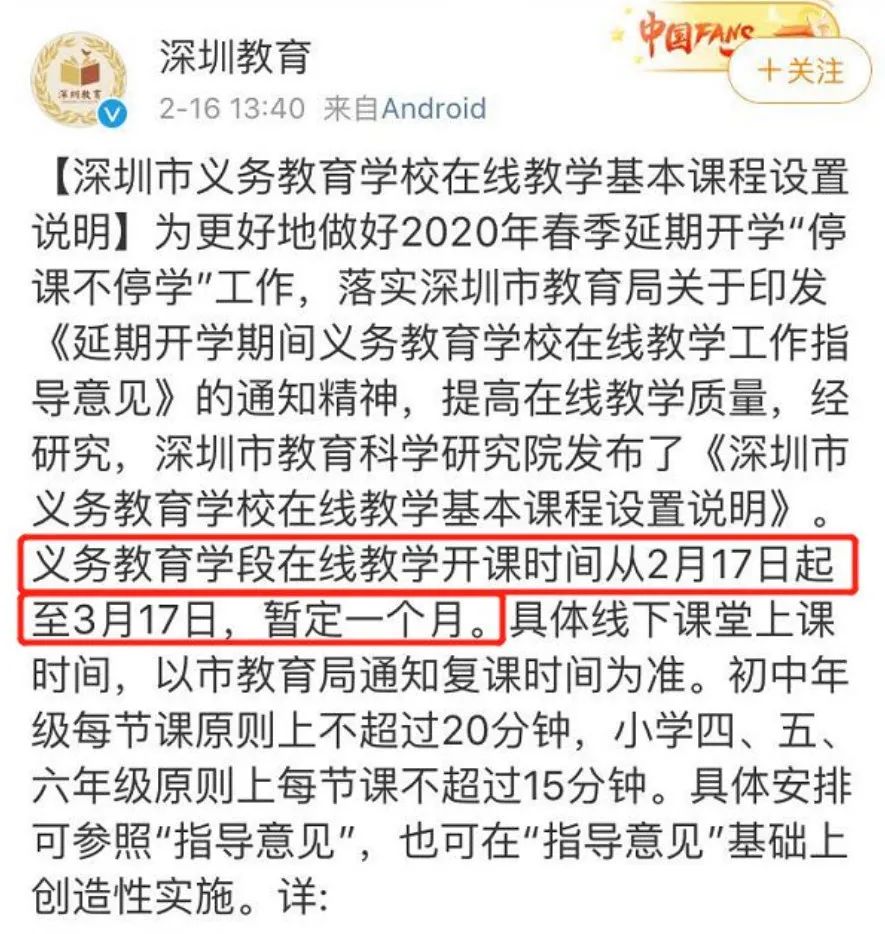 中国FANS
深圳教育
+关注
深圳教育
2-16 13:40 来自Android
【深圳市义务教育学校在线教学基本课程设置
说明】为更好地做好2020年春季延期开学“停
课不停学”工作，落实深圳市教育局关于印发
《延期开学期间义务教育学校在线教学工作指
导意见》的通知精神，提高在线教学质量，经
研究，深圳市教育科学研究院发布了《深圳市
义务教育学校在线教学基本课程设置说明》。
义务教育学段在线教学开课时间从2月17日起
至3月17日，暂定一个月。具体线下课堂上课
时间，以市教育局通知复课时间为准。初中年
级每节课原则上不超过20分钟，小学四、五、
六年级原则上每节课不超过15分钟。具体安排
可参照“指导意见”，也可在“指导意见”基础上
创造性实施。详: